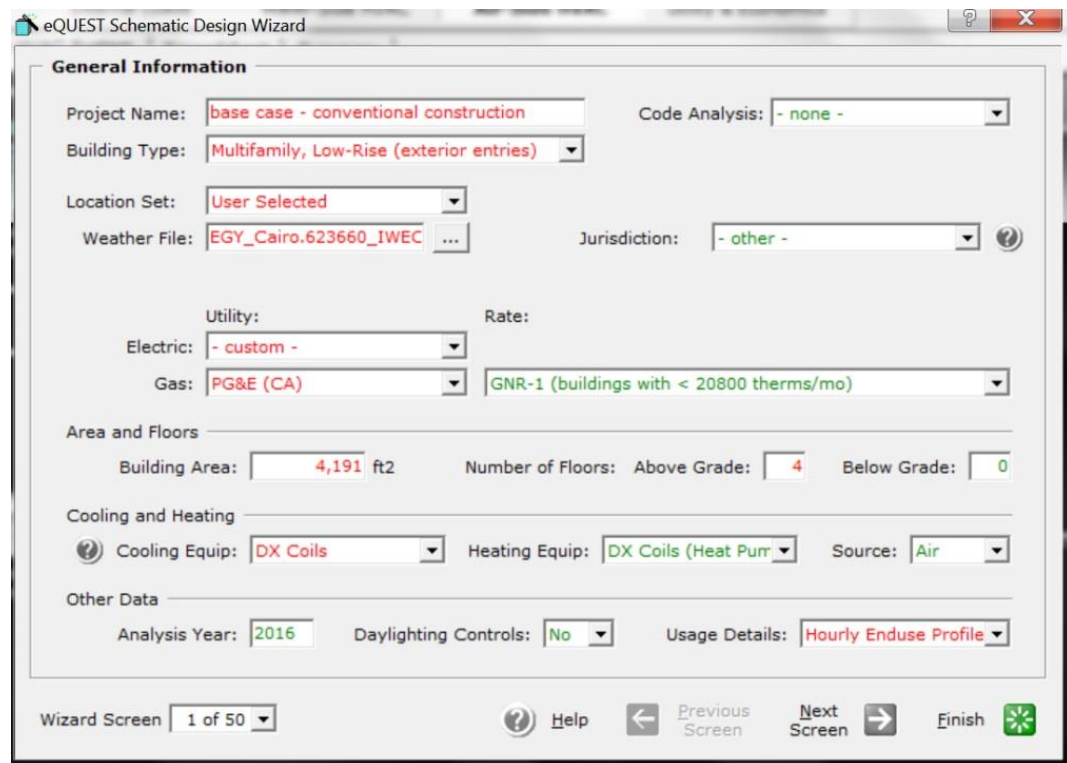 eQUEST Schematic Design Wizard
General Information
Project Name: base case - conventional construction Code Analysis: - none -
Building Type: Multifamily, Low-Rise (exterior entries)
Location Set: User Selected
Weather File: EGY_Cairo.623660_IWEC ... Jurisdiction: - other -
Utility: Rate:
Electric: - custom -
Gas: PG&E (CA) GNR-1 (buildings with < 20800 therms/mo)
Area and Floors
Building Area: 4,191 ft2 Number of Floors: Above Grade: 4 Below Grade: 0
Cooling and Heating
Cooling Equip: DX Coils Heating Equip: DX Coils (Heat Pum Source: Air
Other Data
Analysis Year: 2016 Daylighting Controls: No Usage Details: Hourly Enduse Profile
Wizard Screen 1 of 50 Help Previous Screen Next Screen Finish